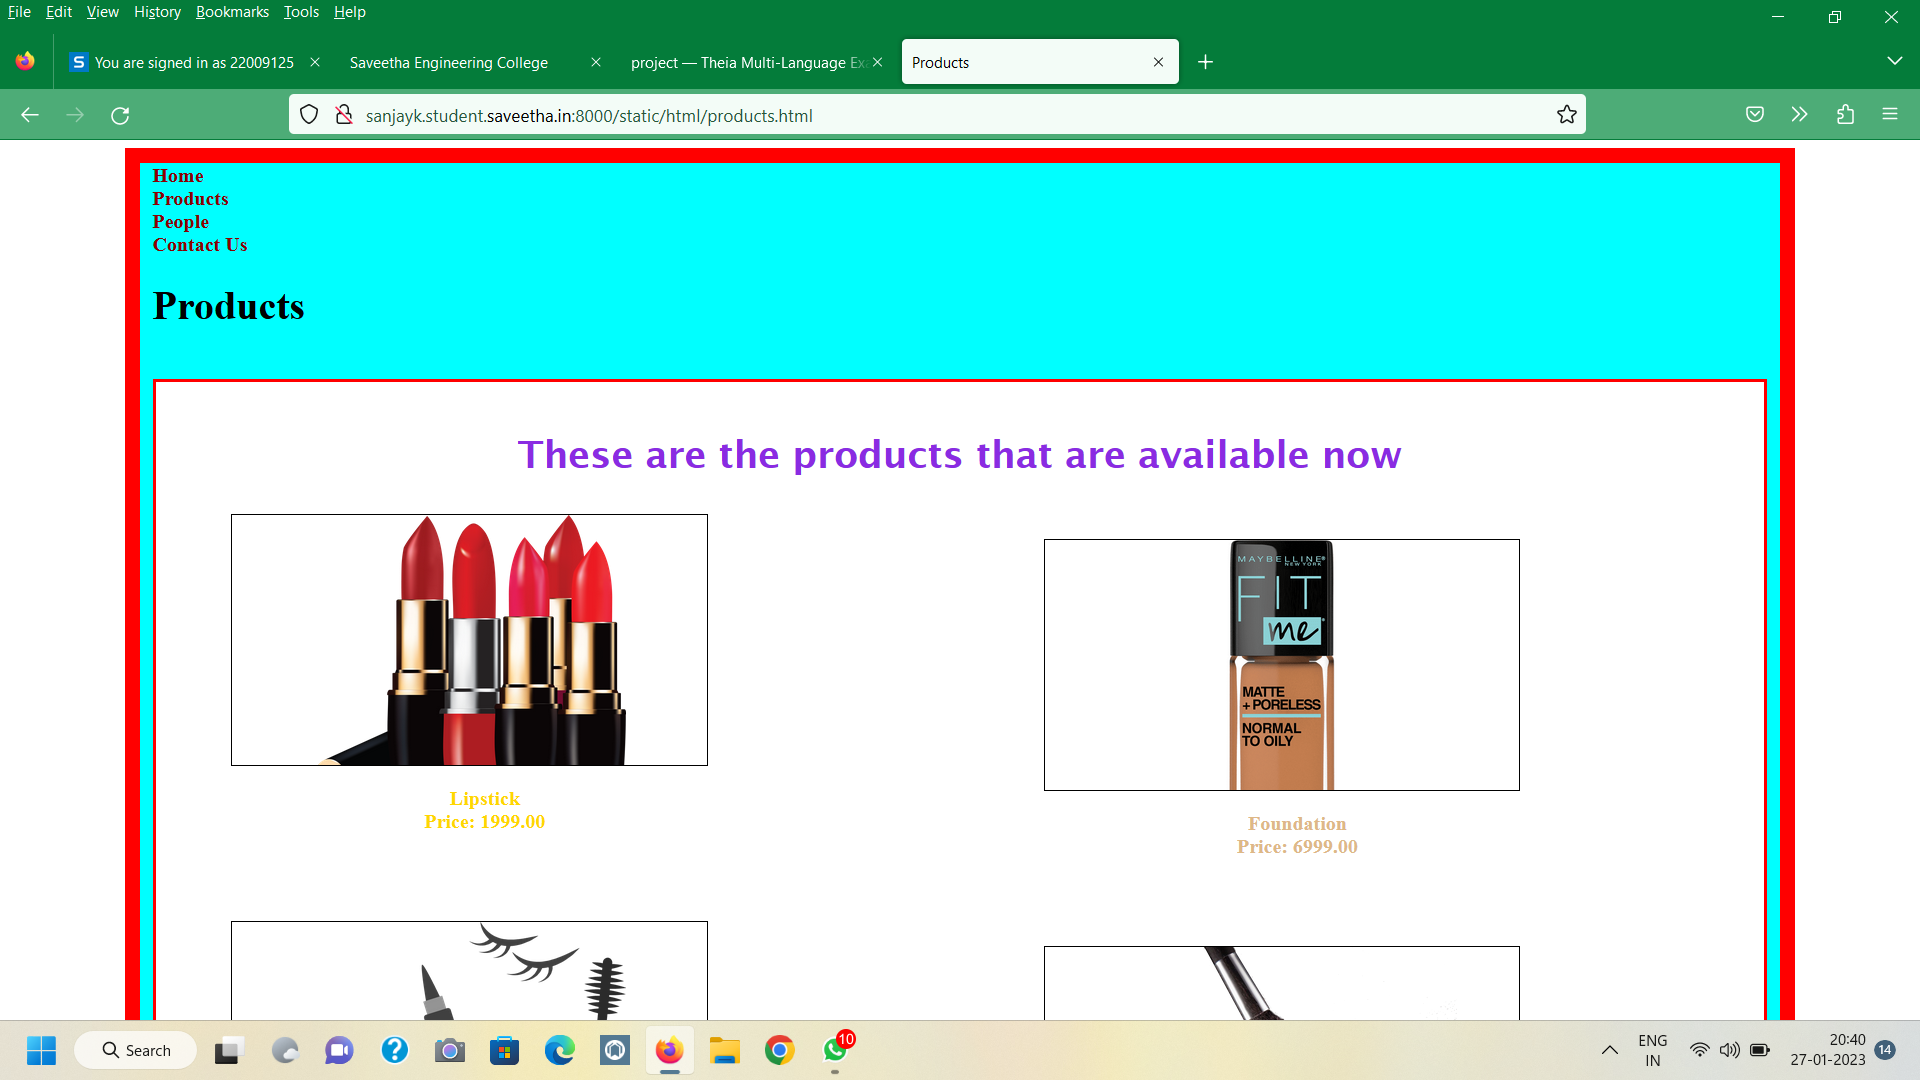 File Edit View History Bookmarks Tools Help
You are signed in as 22009125
Saveetha Engineering College
project — Theia Multi-Language Ex
Products
sanjayk.student.saveetha.in:8000/static/html/products.html
Home
Products
People
Contact Us
Products
These are the products that are available now
MAYBELLINE
NEW YORK
FIT
me
MATTE
+ PORELESS
NORMAL
TO OILY
Lipstick
Price: 1999.00
Foundation
Price: 6999.00
Search
10
ENG
IN
20:40
27-01-2023
14